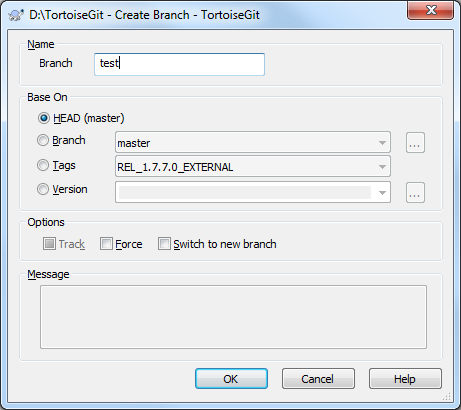 D:\TortoiseGit - Create Branch - TortoiseGit
Name
Branch test
Base On
HEAD (master)
Branch master ...
Tags REL_1.7.7.0_EXTERNAL
Version ...
Options
Track Force Switch to new branch
Message
OK Cancel Help